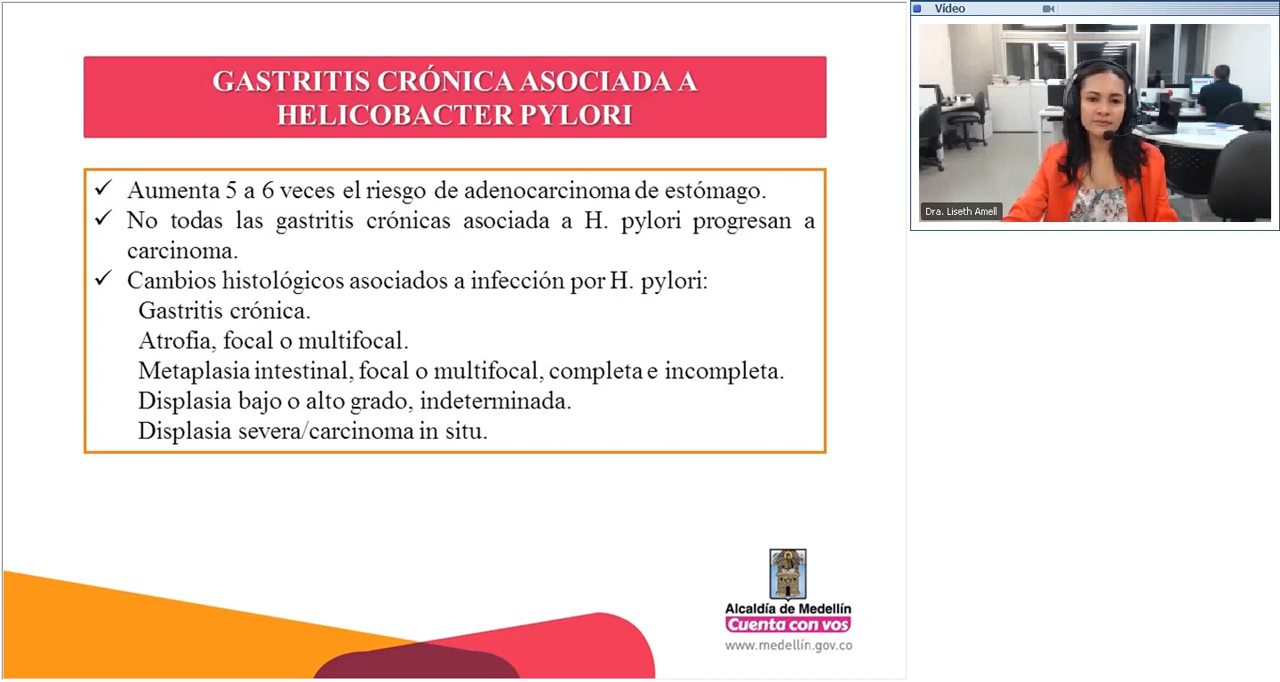 GASTRITIS CRÓNICA ASOCIADA A
HELICOBACTER PYLORI
Aumenta 5 a 6 veces el riesgo de adenocarcinoma de estómago.
No todas las gastritis crónicas asociada a H. pylori progresan a
carcinoma.
Cambios histológicos asociados a infección por H. pylori:
Gastritis crónica.
Atrofia, focal o multifocal.
Metaplasia intestinal, focal o multifocal, completa e incompleta.
Displasia bajo o alto grado, indeterminada.
Displasia severa/carcinoma in situ.
Alcaldía de Medellín
Cuenta con vos
www.medellín.gov.co
Vídeo
Dra. Liseth Amell